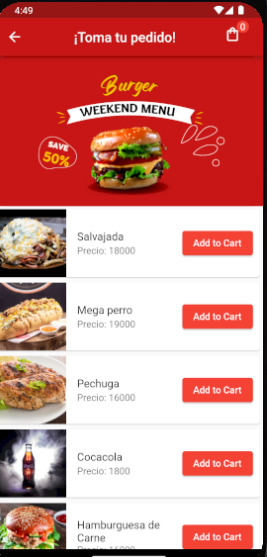 4:49
¡Toma tu pedido!
0
Burger
WEEKEND MENU
SAVE
50%
Salvajada
Precio: 18000
Add to Cart
Mega perro
Precio: 19000
Add to Cart
Pechuga
Precio: 16000
Add to Cart
Cocacola
Precio: 1800
Add to Cart
Hamburguesa de
Carne
Precio: 16000
Add to Cart